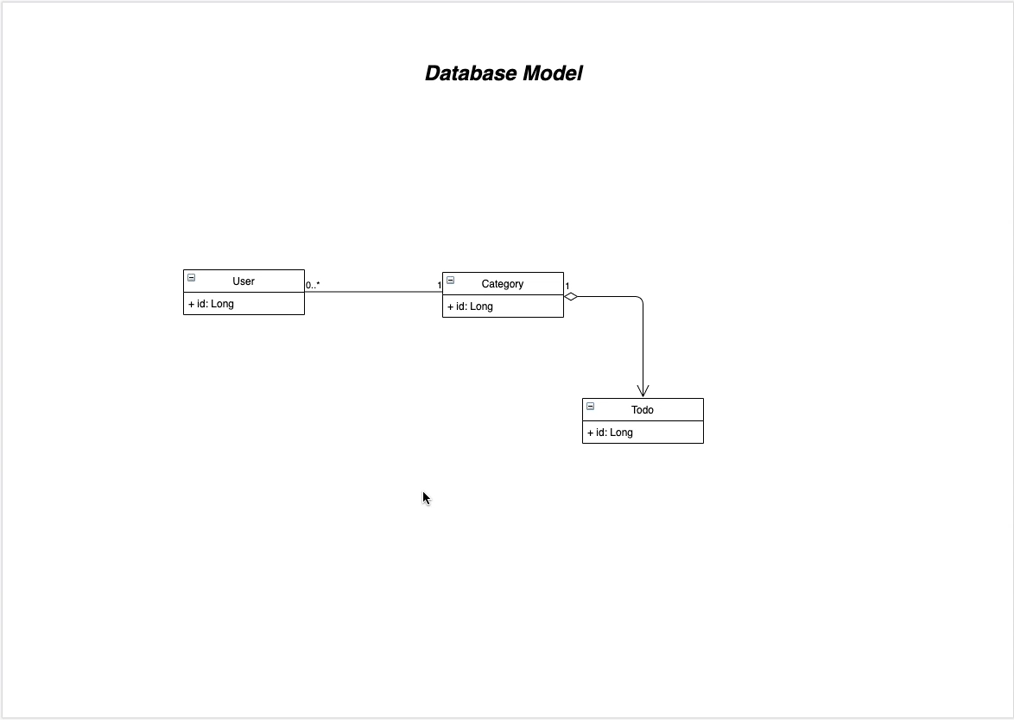 Database Model
User
+ id: Long
0..*
1
Category
+ id: Long
1
Todo
+ id: Long